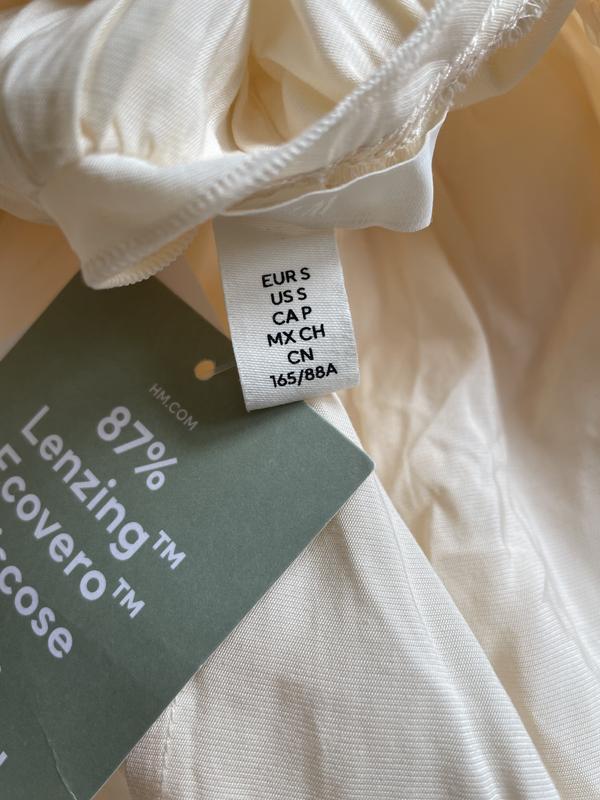 EUR S
US S
CA P
MX CH
CN
165/88A
HM.COM
87%
Lenzing™
Ecovero™